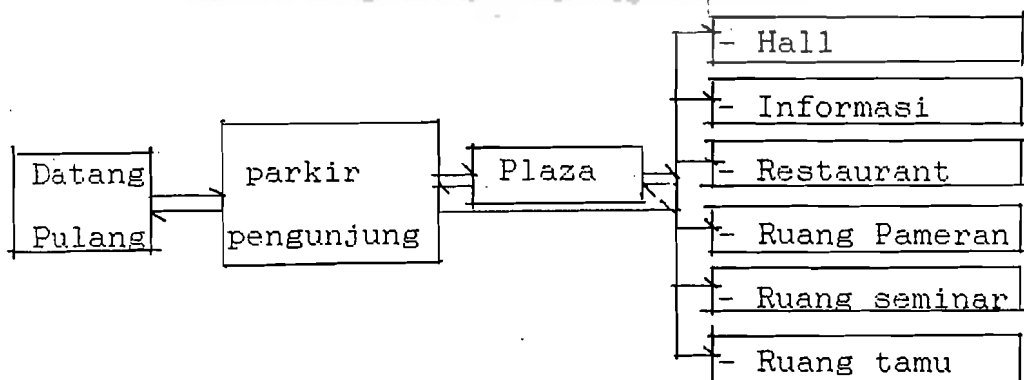 Datang
Pulang
parkir
pengunjung
Plaza
- Hall
- Informasi
- Restaurant
- Ruang Pameran
- Ruang seminar
- Ruang tamu